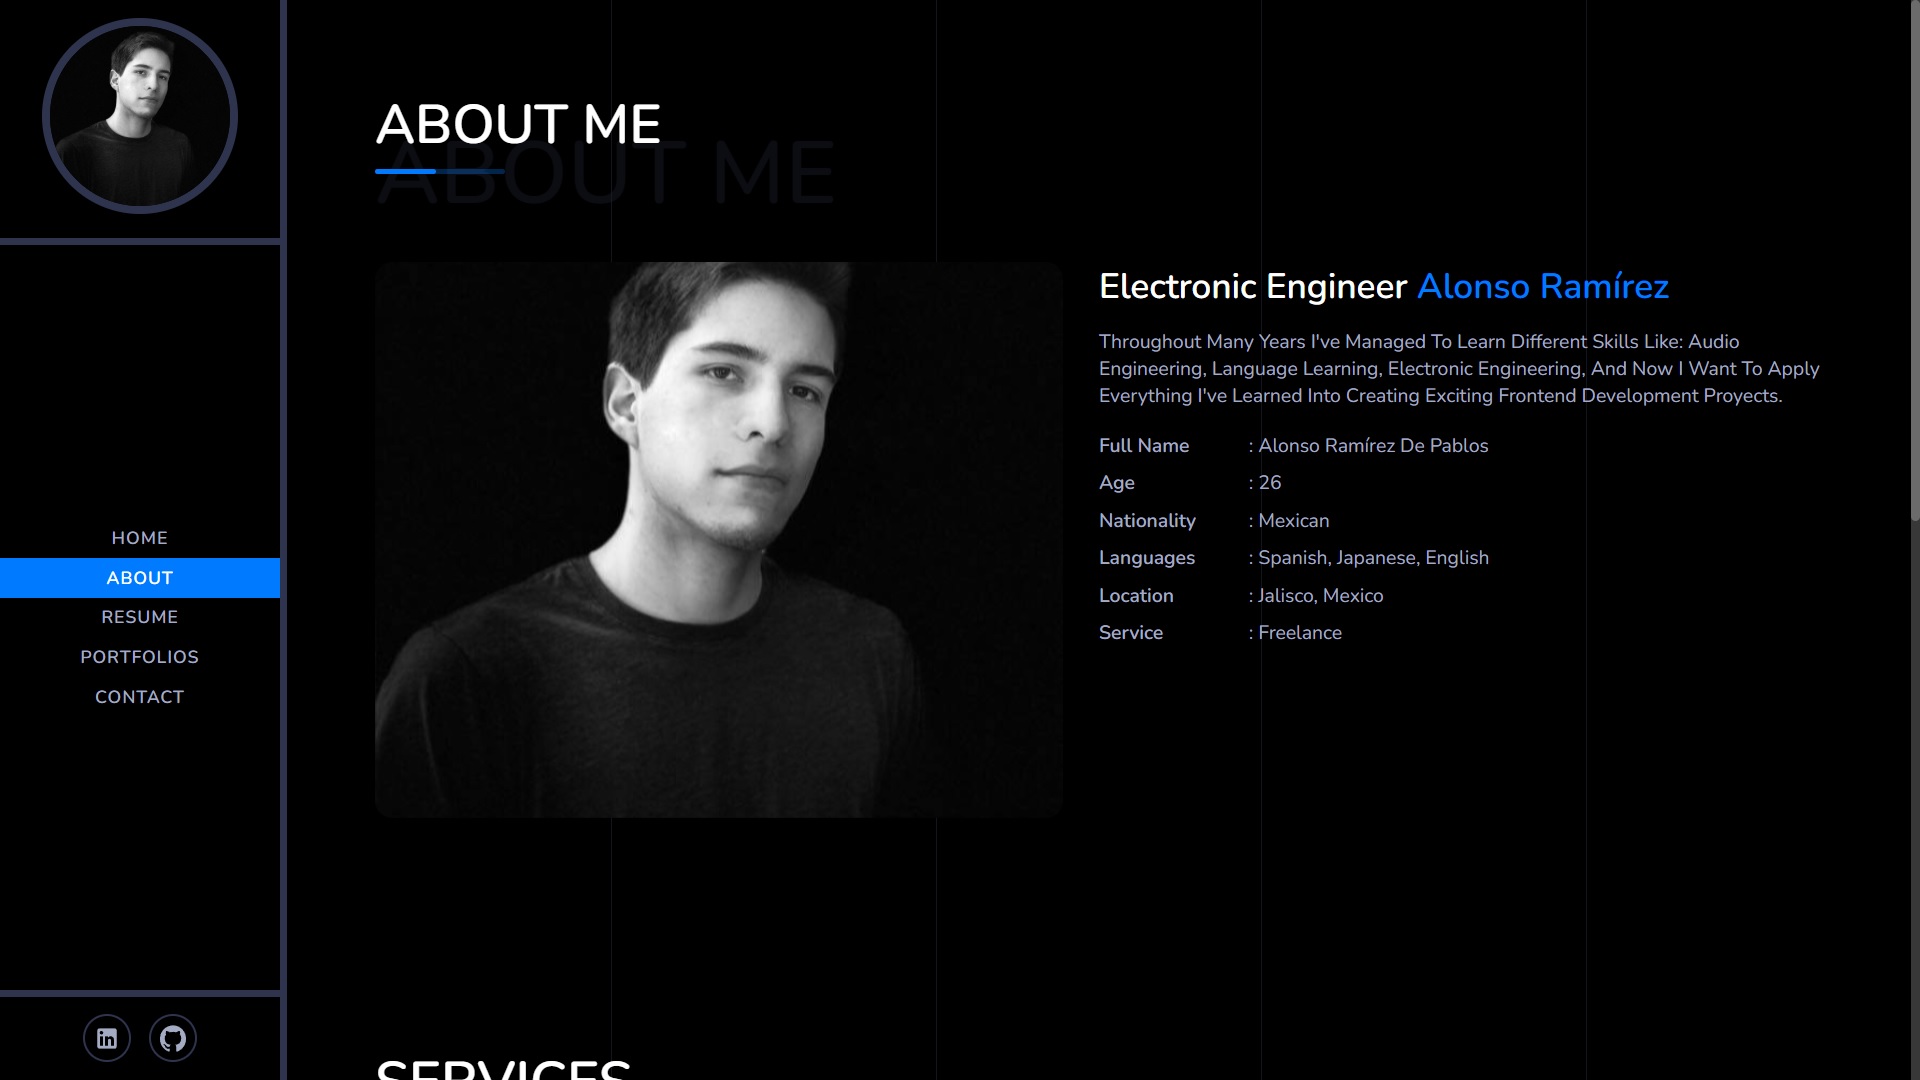 HOME
ABOUT
RESUME
PORTFOLIOS
CONTACT
in
ABOUT ME
ABOUT ME
Electronic Engineer Alonso Ramírez
Throughout Many Years I've Managed To Learn Different Skills Like: Audio
Engineering, Language Learning, Electronic Engineering, And Now I Want To Apply
Everything I've Learned Into Creating Exciting Frontend Development Proyects.
Full Name : Alonso Ramírez De Pablos
Age : 26
Nationality : Mexican
Languages : Spanish, Japanese, English
Location : Jalisco, Mexico
Service : Freelance
SERVICES